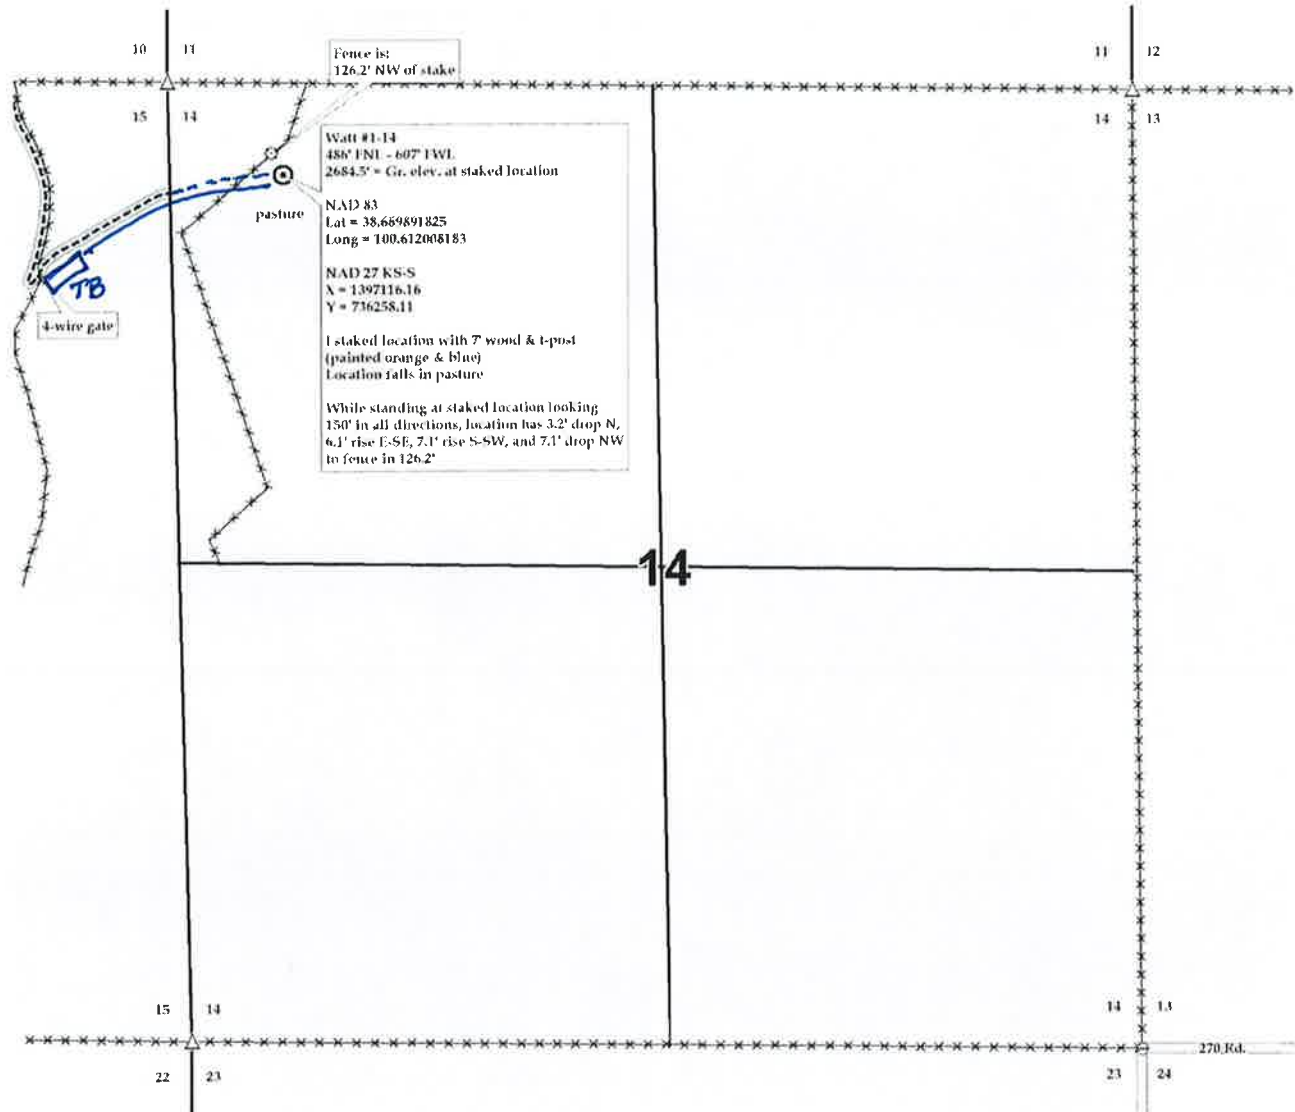 10 11
11 12
Fence is:
126.2' NW of stake
15 14
14 13
Watt #1-14
486' FNL - 607' FWL
2684.5' = Gr. elev. at staked location
NAD 83
Lat = 38.689891825
Long = 100.612008183
NAD 27 KS-S
X = 1397116.16
Y = 736258.11
I staked location with 7' wood & t-post
(painted orange & blue)
Location falls in pasture
While standing at staked location looking
150' in all directions, location has 3.2' drop N,
6.1' rise E-SE, 7.1' rise S-SW, and 7.1' drop NW
to fence in 126.2'
pasture
TB
4-wire gate
14
15 14
14 13
270 Rd.
22 23
23 24